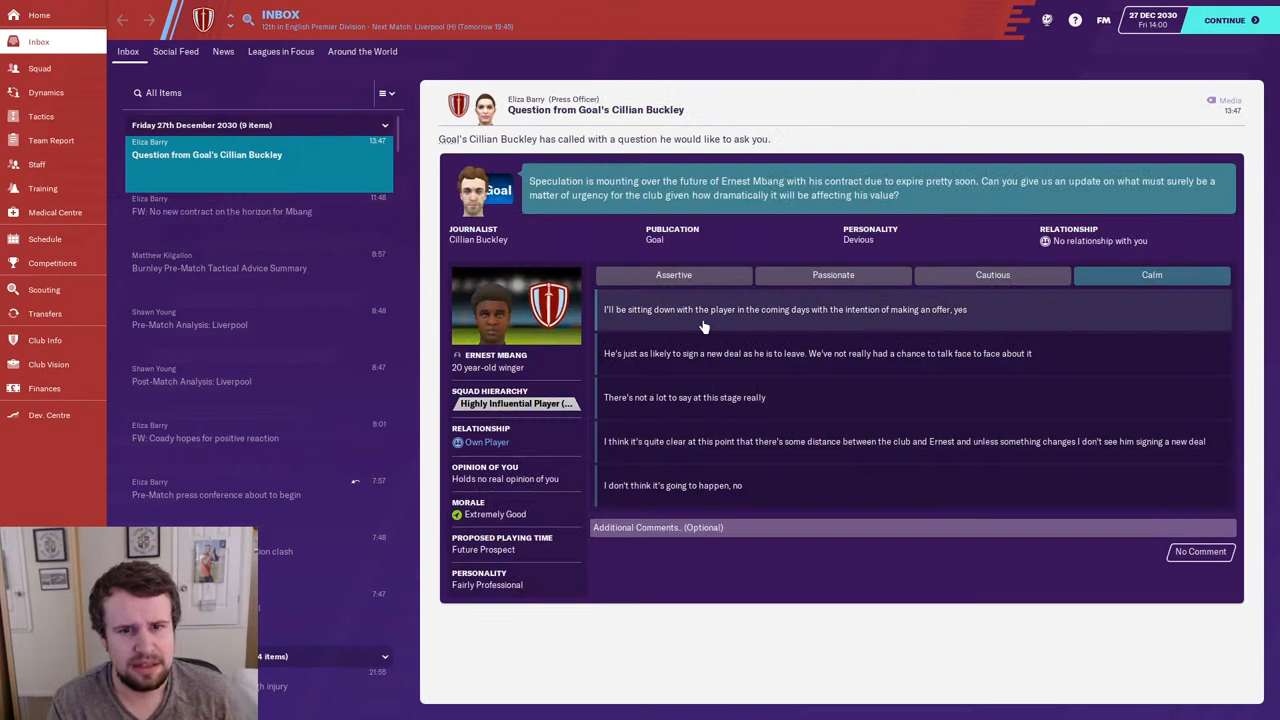 Home
Inbox
Squad
Dynamics
Tactics
Team Report
Staff
Training
Medical Centre
Schedule
Competitions
Scouting
Transfers
Club Info
Club Vision
Finances
Dev. Centre
INBOX
12th in English Premier Division - Next Match: Liverpool (H) (Tomorrow 19:45)
?
FM
27 DEC 2030
Fri 14:00
CONTINUE
Inbox
Social Feed
News
Leagues in Focus
Around the World
All Items
Friday 27th December 2030 (9 items)
Eliza Barry
13:47
Question from Goal's Cillian Buckley
Eliza Barry
11:48
FW: No new contract on the horizon for Mbang
Matthew Kilgallon
8:57
Burnley Pre-Match Tactical Advice Summary
Shawn Young
8:48
Pre-Match Analysis: Liverpool
Shawn Young
8:47
Post-Match Analysis: Liverpool
Eliza Barry
8:01
FW: Coady hopes for positive reaction
Eliza Barry
7:57
Pre-Match press conference about to begin
7:48
clash
7:47
4 items)
21:55
injury
Eliza Barry (Press Officer)
Question from Goal's Cillian Buckley
Media
13:47
Goal's Cillian Buckley has called with a question he would like to ask you.
Goal
Speculation is mounting over the future of Ernest Mbang with his contract due to expire pretty soon. Can you give us an update on what must surely be a
matter of urgency for the club given how dramatically it will be affecting his value?
JOURNALIST
Cillian Buckley
PUBLICATION
Goal
PERSONALITY
Devious
RELATIONSHIP
No relationship with you
Assertive
Passionate
Cautious
Calm
I'll be sitting down with the player in the coming days with the intention of making an offer, yes
He's just as likely to sign a new deal as he is to leave. We've not really had a chance to talk face to face about it
There's not a lot to say at this stage really
I think it's quite clear at this point that there's some distance between the club and Ernest and unless something changes I don't see him signing a new deal
I don't think it's going to happen, no
Additional Comments.. (Optional)
No Comment
ERNEST MBANG
20 year-old winger
SQUAD HIERARCHY
Highly Influential Player (...
RELATIONSHIP
Own Player
OPINION OF YOU
Holds no real opinion of you
MORALE
Extremely Good
PROPOSED PLAYING TIME
Future Prospect
PERSONALITY
Fairly Professional